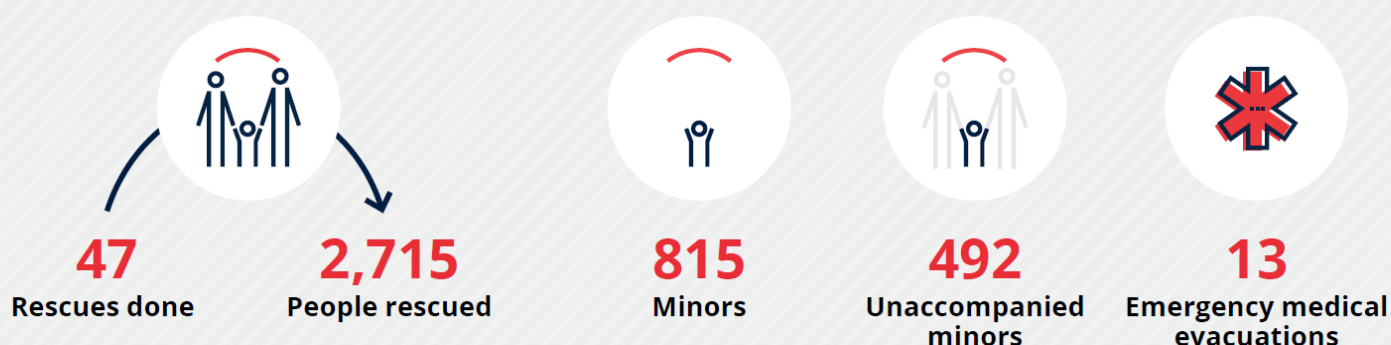 47
Rescues done
2,715
People rescued
815
Minors
492
Unaccompanied
minors
13
Emergency medical
evacuations